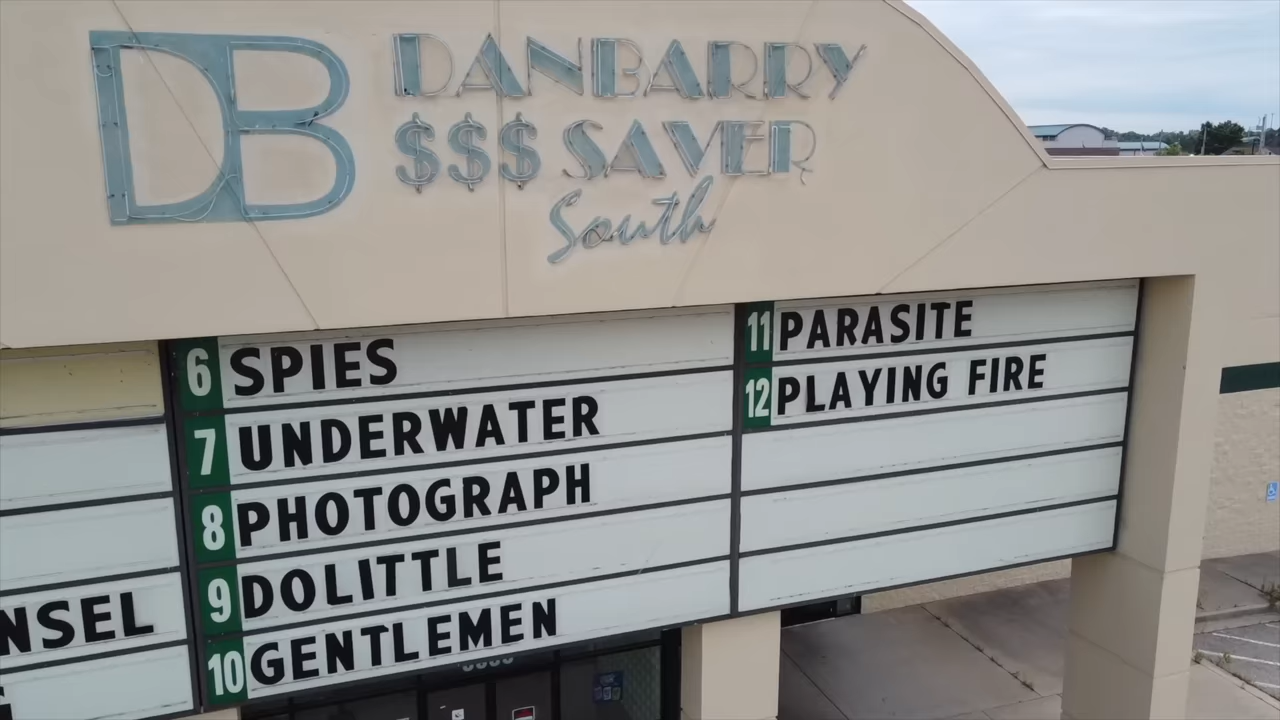 DB
DANBARRY
$$$ SAVER
South
NSEL
6 SPIES
7 UNDERWATER
8 PHOTOGRAPH
9 DOLITTLE
10 GENTLEMEN
11 PARASITE
12 PLAYING FIRE